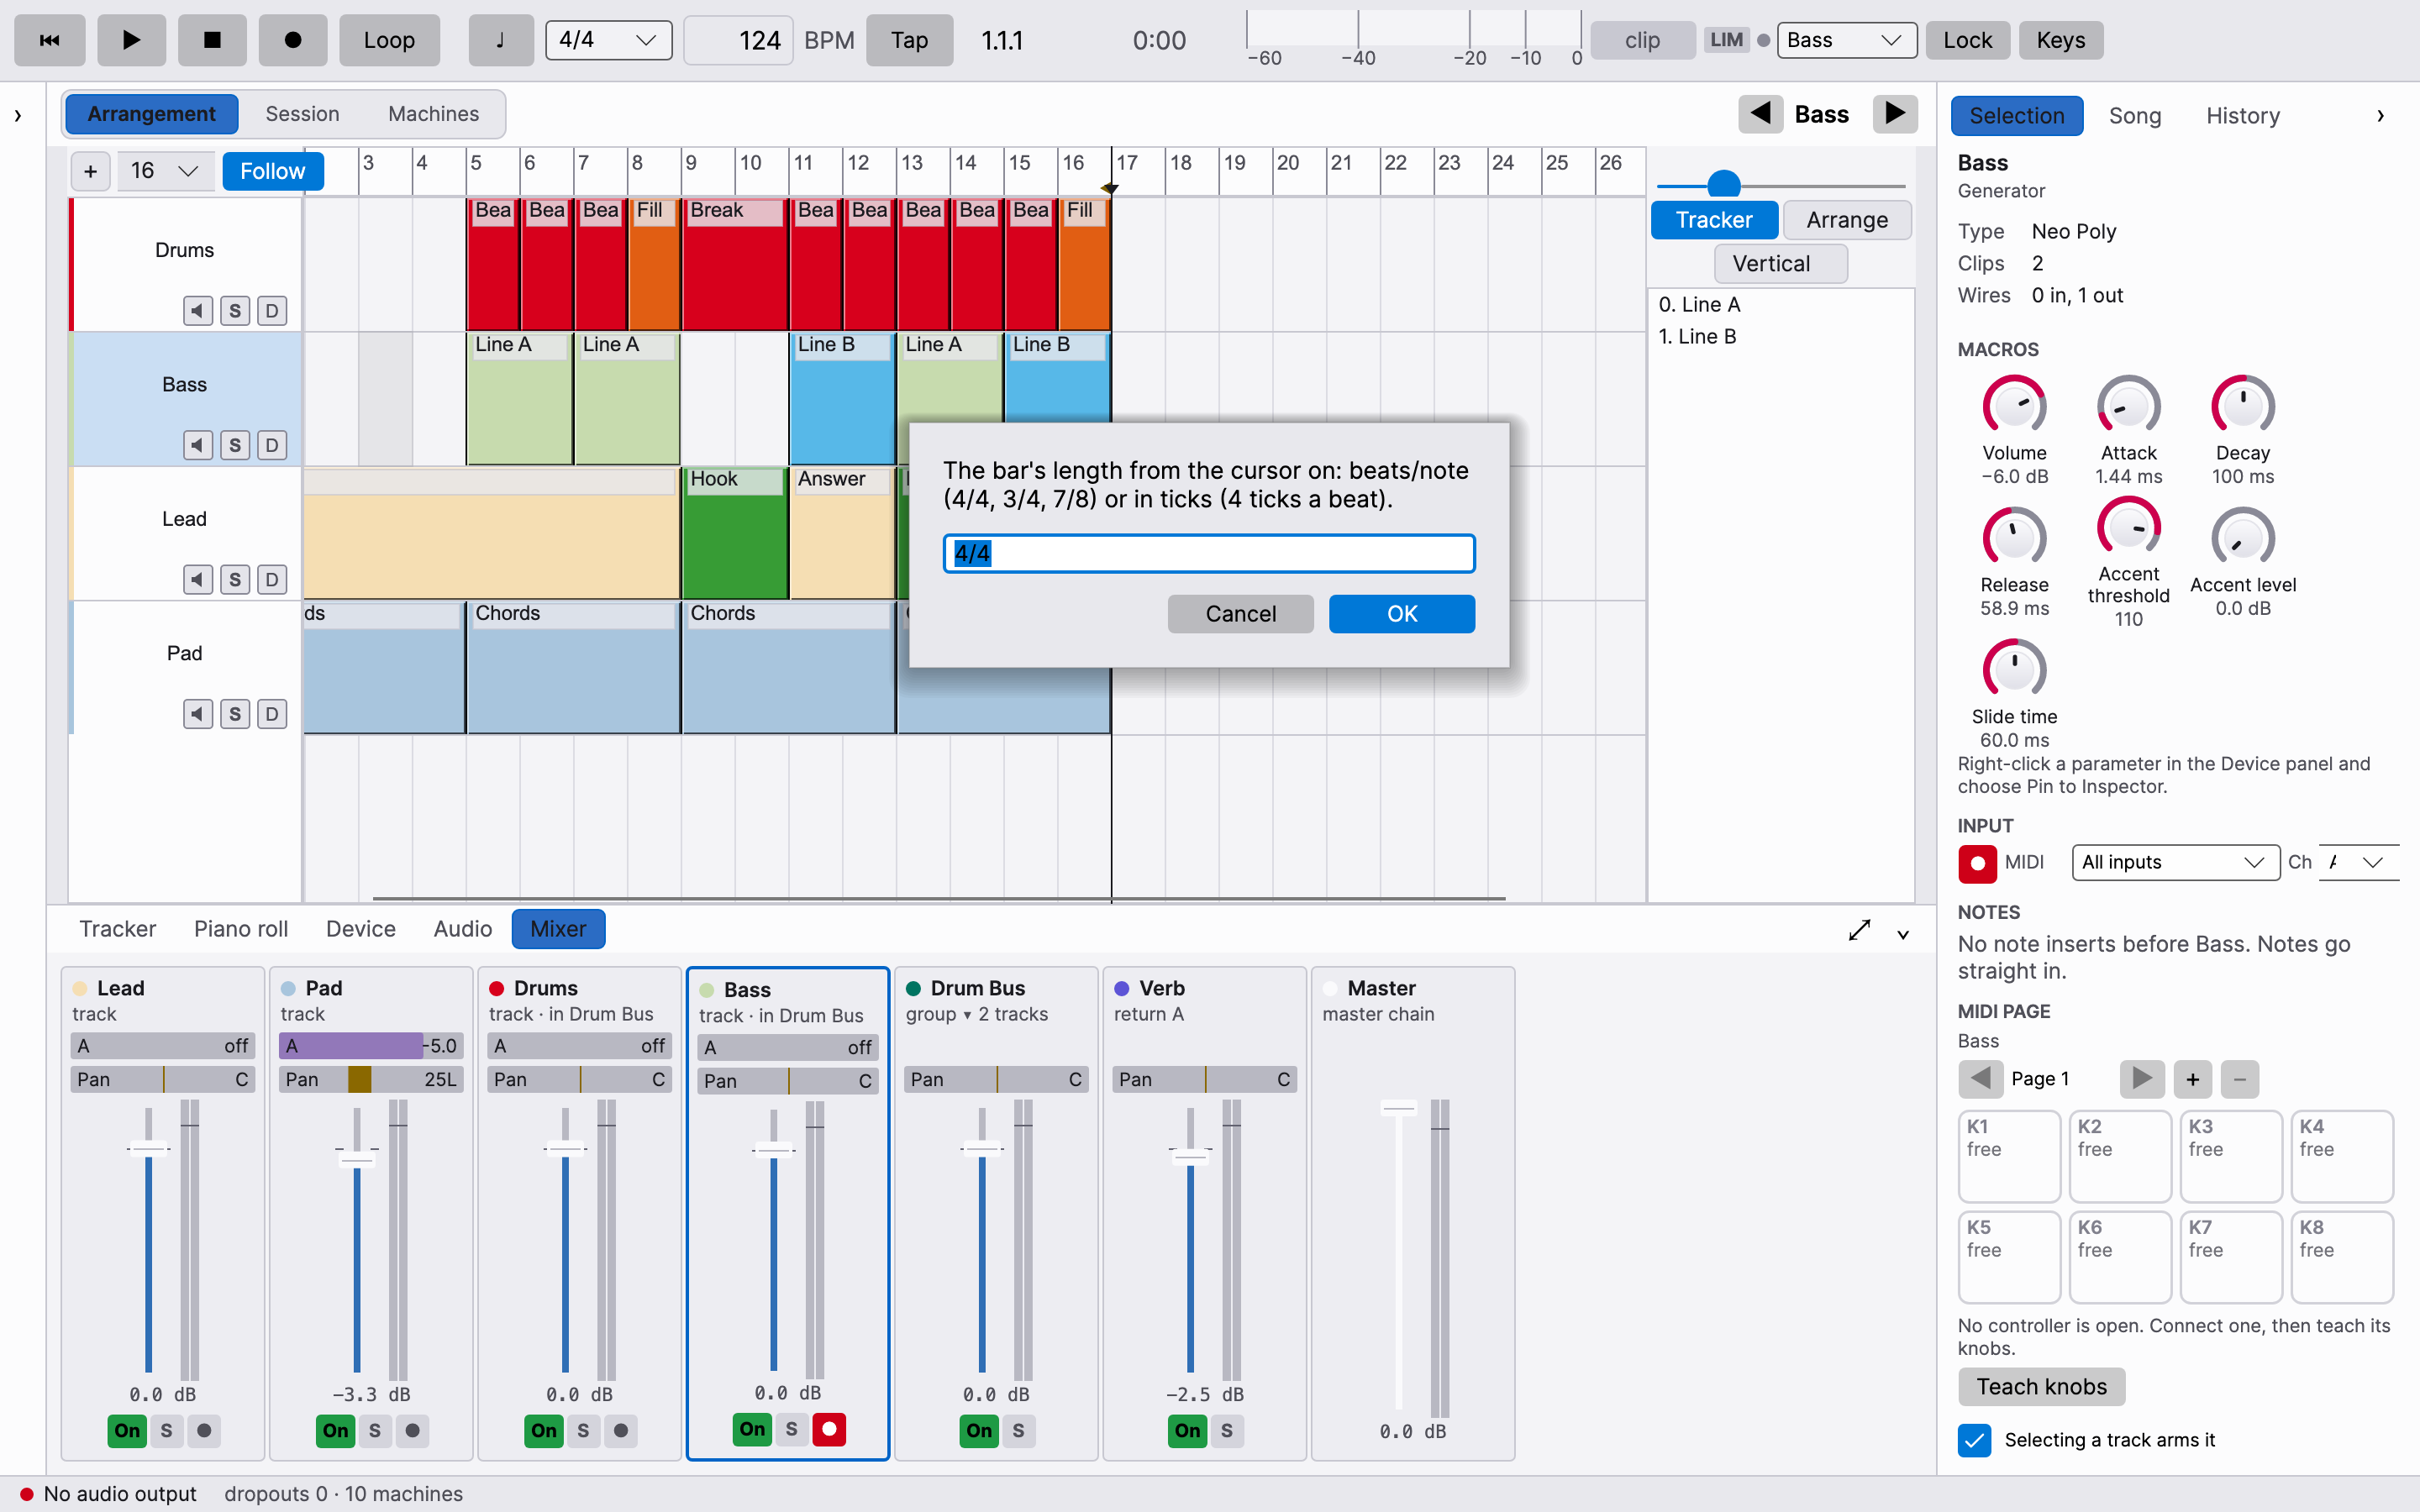 Loop
4/4
124 BPM
Tap
1.1.1
0:00
−60 −40 −20 −10 0
clip
LIM
Bass
Lock
Keys
Arrangement Session Machines
Bass
Selection Song History
+ 16 Follow
3 4 5 6 7 8 9 10 11 12 13 14 15 16 17 18 19 20 21 22 23 24 25 26
Drums
S D
Bea Bea Bea Fill Break Bea Bea Bea Bea Bea Fill
Bass
S D
Line A Line A Line B Line A Line B
Lead
S D
Hook Answer
Pad
S D
ds Chords Chords
Tracker Arrange
Vertical
0. Line A
1. Line B
The bar's length from the cursor on: beats/note
(4/4, 3/4, 7/8) or in ticks (4 ticks a beat).
4/4
Cancel OK
Bass
Generator
Type Neo Poly
Clips 2
Wires 0 in, 1 out
MACROS
Volume Attack Decay
−6.0 dB 1.44 ms 100 ms
Release Accent threshold Accent level
58.9 ms 110 0.0 dB
Slide time
60.0 ms
Right-click a parameter in the Device panel and
choose Pin to Inspector.
INPUT
MIDI All inputs Ch
NOTES
No note inserts before Bass. Notes go
straight in.
MIDI PAGE
Bass
Page 1 + −
K1 K2 K3 K4
free free free free
K5 K6 K7 K8
free free free free
No controller is open. Connect one, then teach its
knobs.
Teach knobs
Selecting a track arms it
Tracker Piano roll Device Audio Mixer
Lead
track
A off
Pan C
0.0 dB
On S
Pad
track
A -5.0
Pan 25L
−3.3 dB
On S
Drums
track · in Drum Bus
A off
Pan C
0.0 dB
On S
Bass
track · in Drum Bus
A off
Pan C
0.0 dB
On S
Drum Bus
group ▾ 2 tracks
Pan C
0.0 dB
On S
Verb
return A
Pan C
−2.5 dB
On S
Master
master chain
0.0 dB
No audio output dropouts 0 · 10 machines